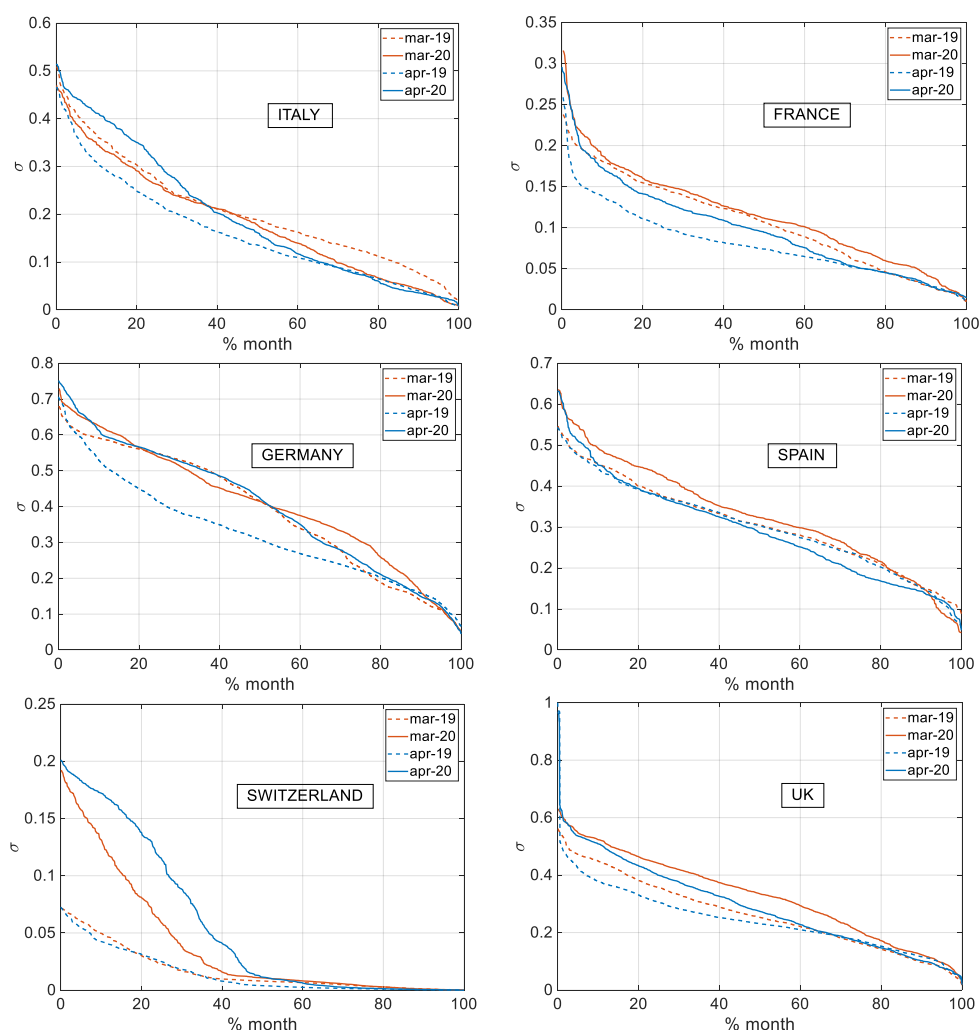 0.6
0.5
0.4
0.3
0.2
0.1
0
σ
mar-19
mar-20
apr-19
apr-20
ITALY
0 20 40 60 80 100
% month
0.35
0.3
0.25
0.2
0.15
0.1
0.05
0
σ
mar-19
mar-20
apr-19
apr-20
FRANCE
0 20 40 60 80 100
% month
0.8
0.7
0.6
0.5
0.4
0.3
0.2
0.1
0
σ
mar-19
mar-20
apr-19
apr-20
GERMANY
0 20 40 60 80 100
% month
0.7
0.6
0.5
0.4
0.3
0.2
0.1
0
σ
mar-19
mar-20
apr-19
apr-20
SPAIN
0 20 40 60 80 100
% month
0.25
0.2
0.15
0.1
0.05
0
σ
mar-19
mar-20
apr-19
apr-20
SWITZERLAND
0 20 40 60 80 100
% month
1
0.8
0.6
0.4
0.2
0
σ
mar-19
mar-20
apr-19
apr-20
UK
0 20 40 60 80 100
% month